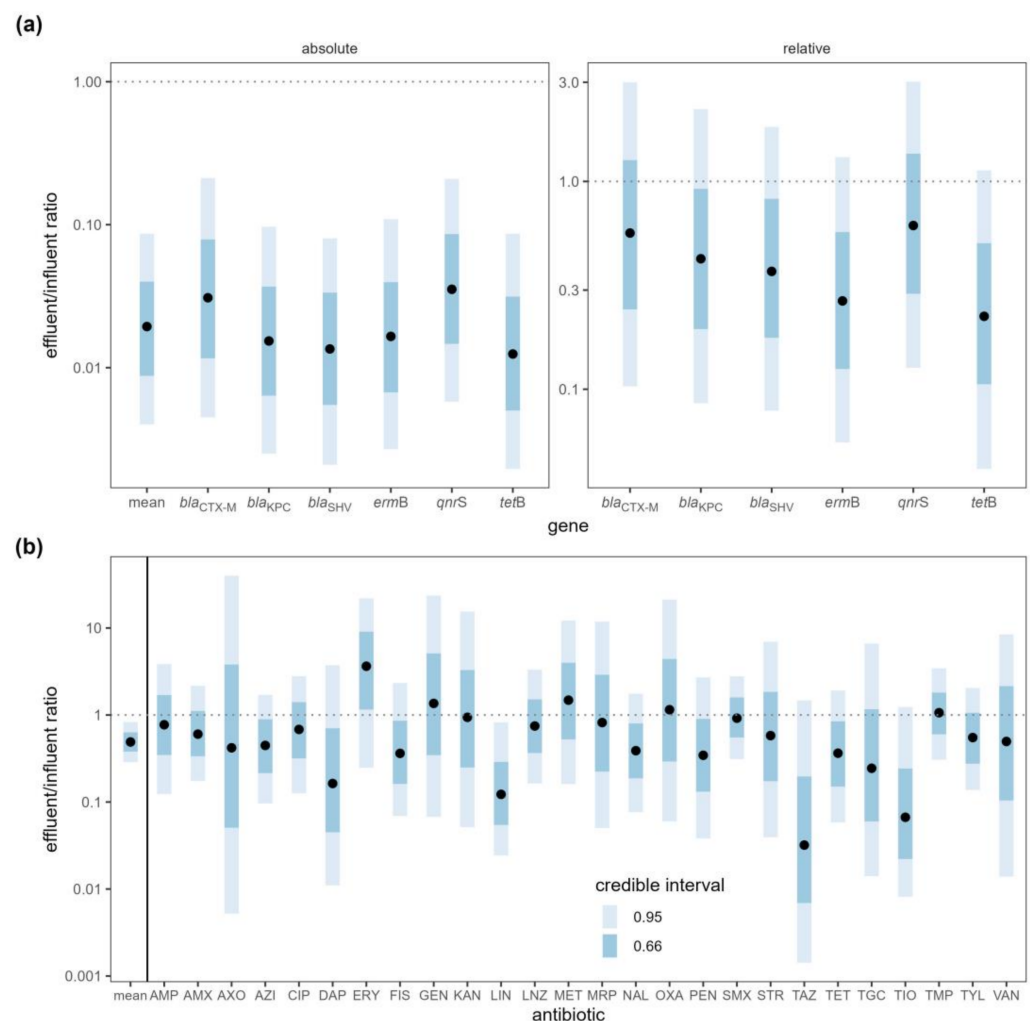 (a)
absolute
relative
effluent/influent ratio
1.00
0.10
0.01
3.0
1.0
0.3
0.1
mean blaCTX-M blaKPC blaSHV ermB qnrS tetB
blaCTX-M blaKPC blaSHV ermB qnrS tetB
gene
(b)
effluent/influent ratio
10
1
0.1
0.01
0.001
credible interval
0.95
0.66
mean AMP AMX AXO AZI CIP DAP ERY FIS GEN KAN LIN LNZ MET MRP NAL OXA PEN SMX STR TAZ TET TGC TIO TMP TYL VAN
antibiotic